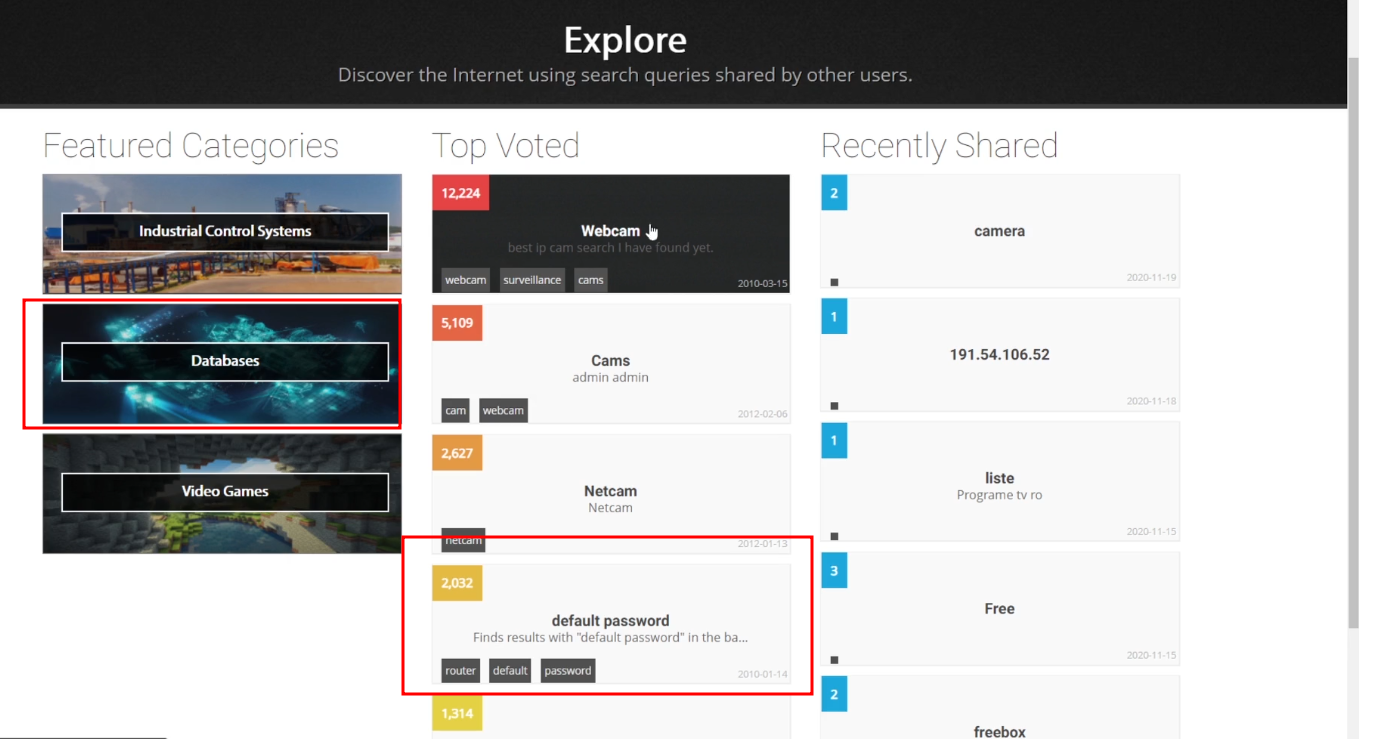 Explore
Discover the Internet using search queries shared by other users.
Featured Categories
Industrial Control Systems
Databases
Video Games
Top Voted
12,224
Webcam
best ip cam search I have found yet.
webcam surveillance cams
2010-03-15
5,109
Cams
admin admin
cam webcam
2012-02-06
2,627
Netcam
Netcam
netcam
2012-01-13
2,032
default password
Finds results with "default password" in the ba...
router default password
2010-01-14
1,314
Recently Shared
2
camera
2020-11-19
1
191.54.106.52
2020-11-18
1
liste
Programe tv ro
2020-11-15
3
Free
2020-11-15
2
freebox